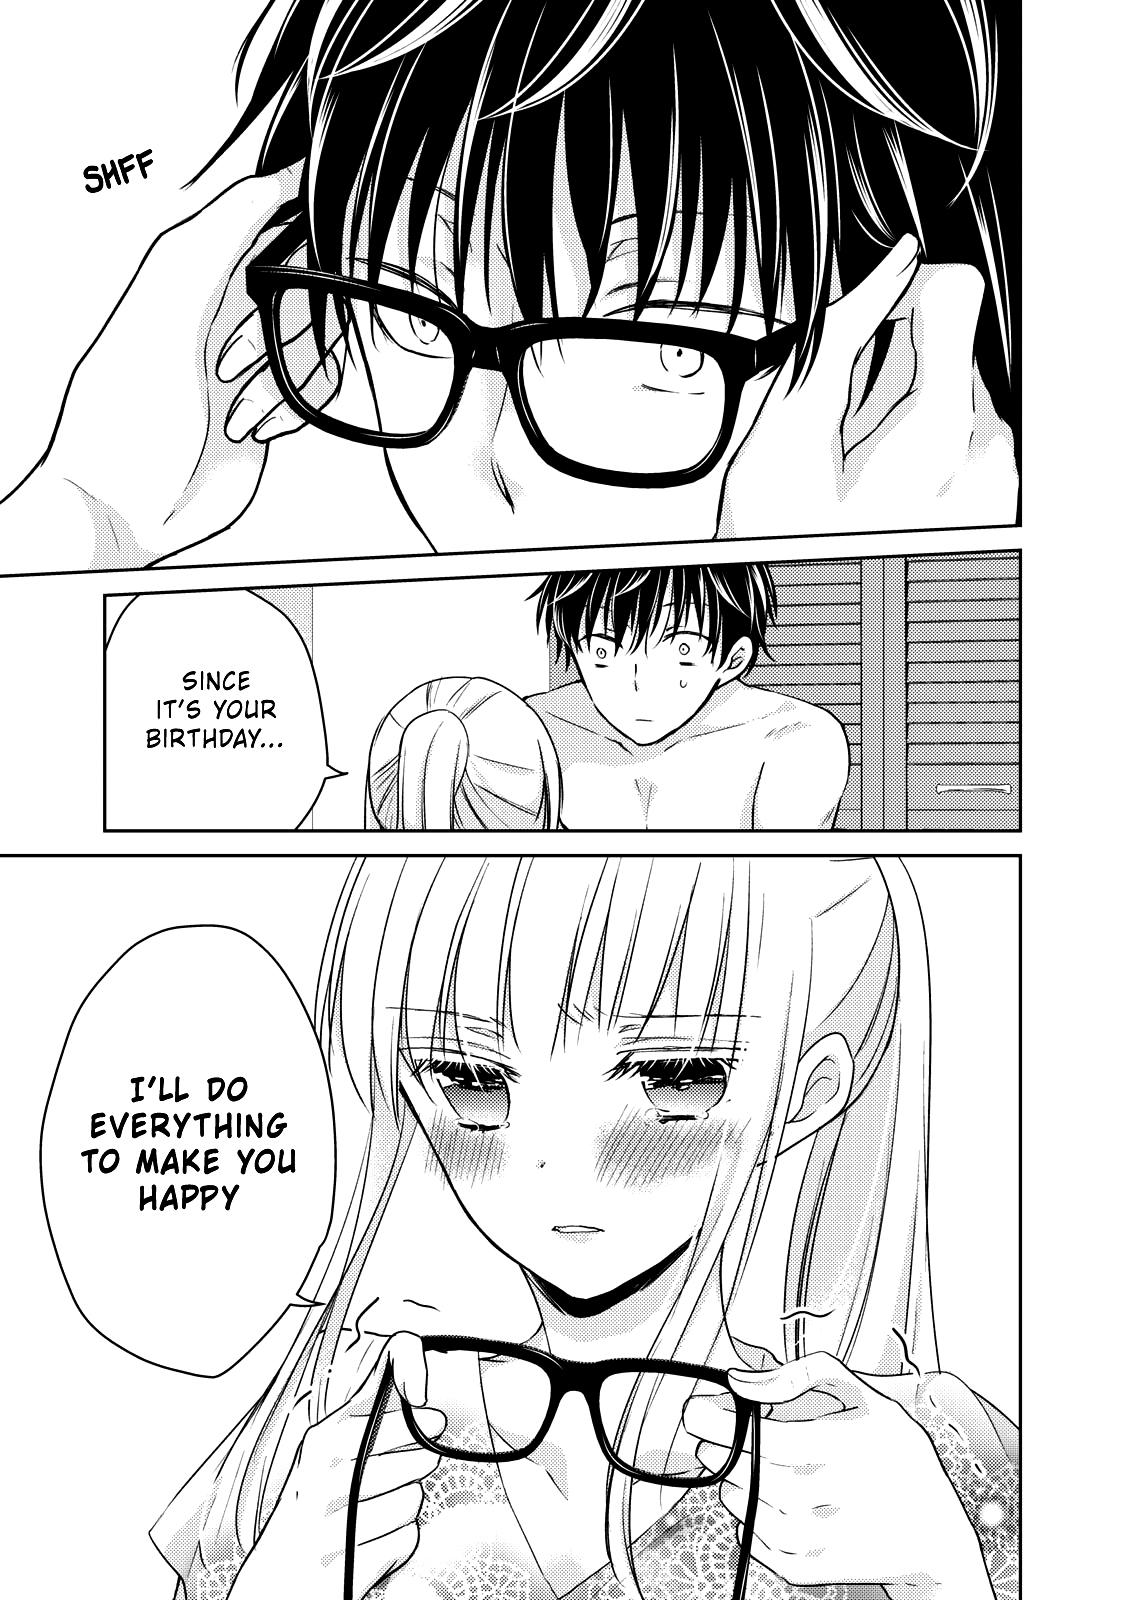 SHFF
SINCE
IT'S YOUR
BIRTHDAY...
I'LL DO
EVERYTHING
TO MAKE YOU
HAPPY